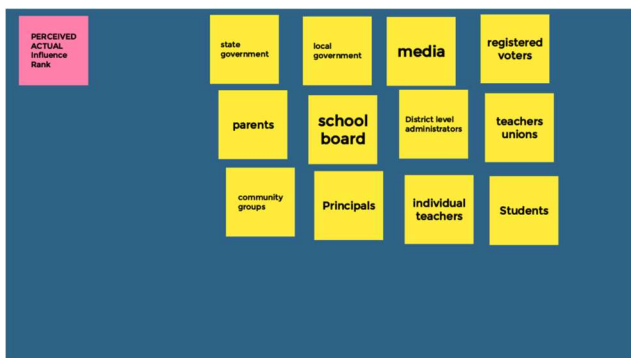 PERCEIVED
ACTUAL
Influence
Rank
state
government
local
government
media
registered
voters
parents
school
board
District level
administrators
teachers
unions
community
groups
Principals
individual
teachers
Students